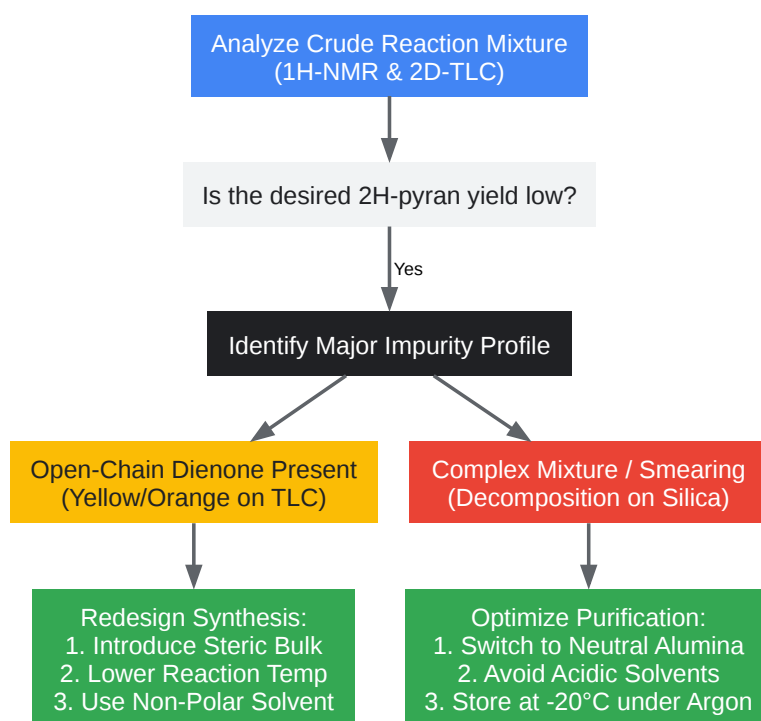 Analyze Crude Reaction Mixture
(1H-NMR & 2D-TLC)
Is the desired 2H-pyran yield low?
Yes
Identify Major Impurity Profile
Open-Chain Dienone Present
(Yellow/Orange on TLC)
Complex Mixture / Smearing
(Decomposition on Silica)
Redesign Synthesis:
1. Introduce Steric Bulk
2. Lower Reaction Temp
3. Use Non-Polar Solvent
Optimize Purification:
1. Switch to Neutral Alumina
2. Avoid Acidic Solvents
3. Store at -20°C under Argon